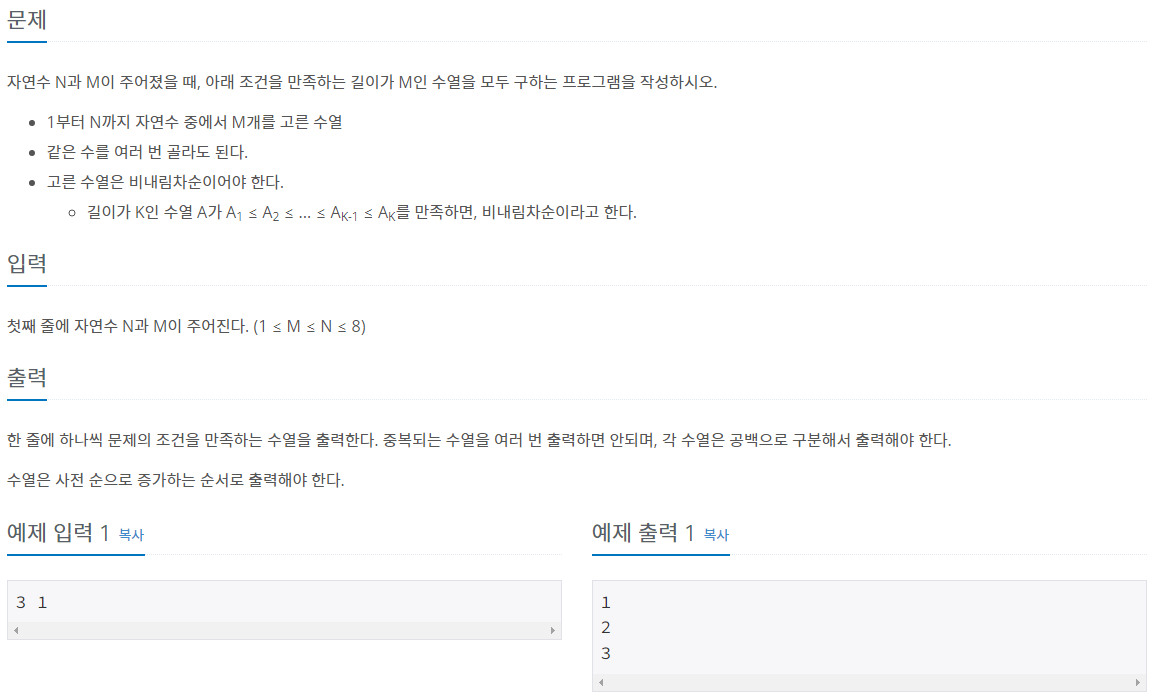 문제
자연수 N과 M이 주어졌을 때, 아래 조건을 만족하는 길이가 M인 수열을 모두 구하는 프로그램을 작성하시오.
1부터 N까지 자연수 중에서 M개를 고른 수열
같은 수를 여러 번 골라도 된다.
고른 수열은 비내림차순이어야 한다.
길이가 K인 수열 A가 A1 ≤ A2 ≤ ... ≤ AK-1 ≤ AK를 만족하면, 비내림차순이라고 한다.
입력
첫째 줄에 자연수 N과 M이 주어진다. (1 ≤ M ≤ N ≤ 8)
출력
한 줄에 하나씩 문제의 조건을 만족하는 수열을 출력한다. 중복되는 수열을 여러 번 출력하면 안되며, 각 수열은 공백으로 구분해서 출력해야 한다.
수열은 사전 순으로 증가하는 순서로 출력해야 한다.
예제 입력 1 복사
3 1
예제 출력 1 복사
1
2
3